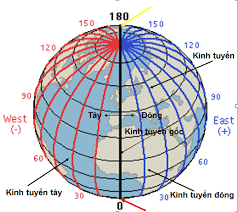 180
150 150
120 120
Kinh tuyến
90 90
West
(-)
Tây Đông
East
(+)
Kinh tuyến gốc
60 60
30 30
Kinh tuyến tây
0
Kinh tuyến đông